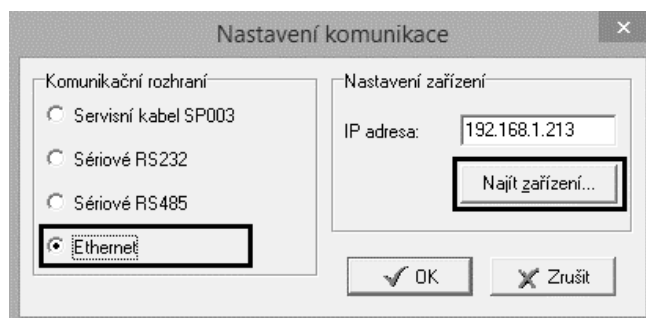 Nastavení komunikace
Komunikační rozhraní
Servisní kabel SP003
Sériové RS232
Sériové RS485
Ethernet
Nastavení zařízení
IP adresa: 192.168.1.213
Najít zařízení...
OK
Zrušit